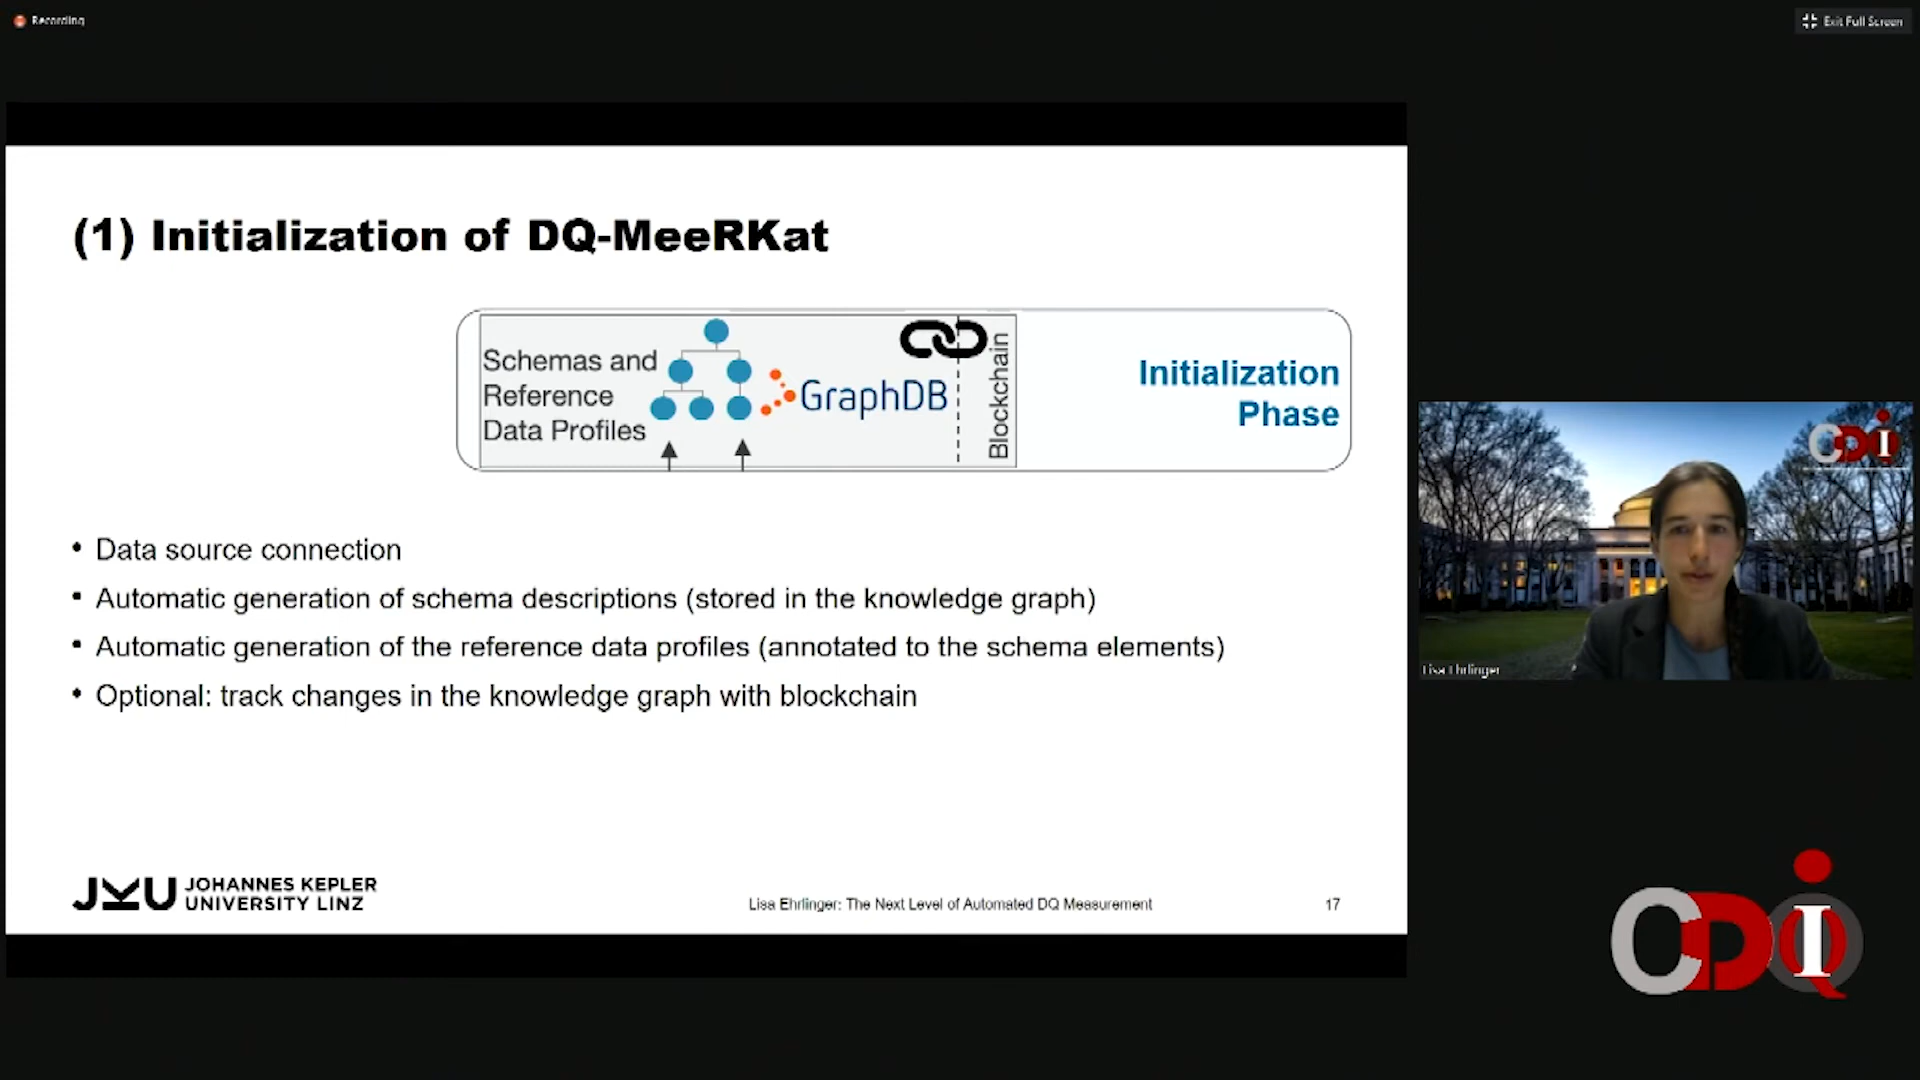 Recording
Exit Full Screen
(1) Initialization of DQ-MeeRKat
Schemas and
Reference
Data Profiles
GraphDB
Blockchain
Initialization
Phase
• Data source connection
• Automatic generation of schema descriptions (stored in the knowledge graph)
• Automatic generation of the reference data profiles (annotated to the schema elements)
• Optional: track changes in the knowledge graph with blockchain
JKU JOHANNES KEPLER
UNIVERSITY LINZ
Lisa Ehrlinger: The Next Level of Automated DQ Measurement
17
CDOI
Lisa Ehrlinger
CDQI